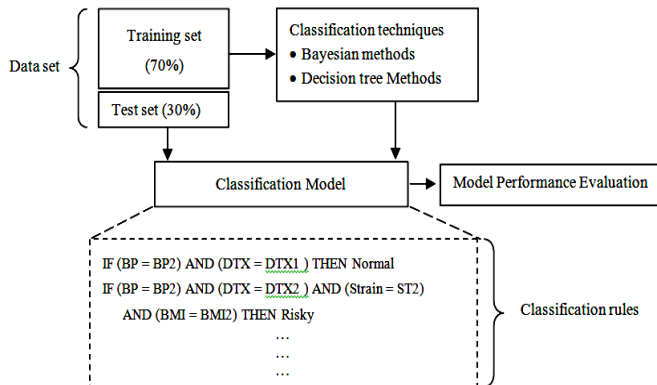 Data set
Training set
(70%)
Test set (30%)
Classification techniques
• Bayesian methods
• Decision tree Methods
Classification Model
Model Performance Evaluation
IF (BP = BP2) AND (DTX = DTX1 ) THEN Normal
IF (BP = BP2) AND (DTX = DTX2 ) AND (Strain = ST2)
AND (BMI = BMI2) THEN Risky
...
...
...
Classification rules